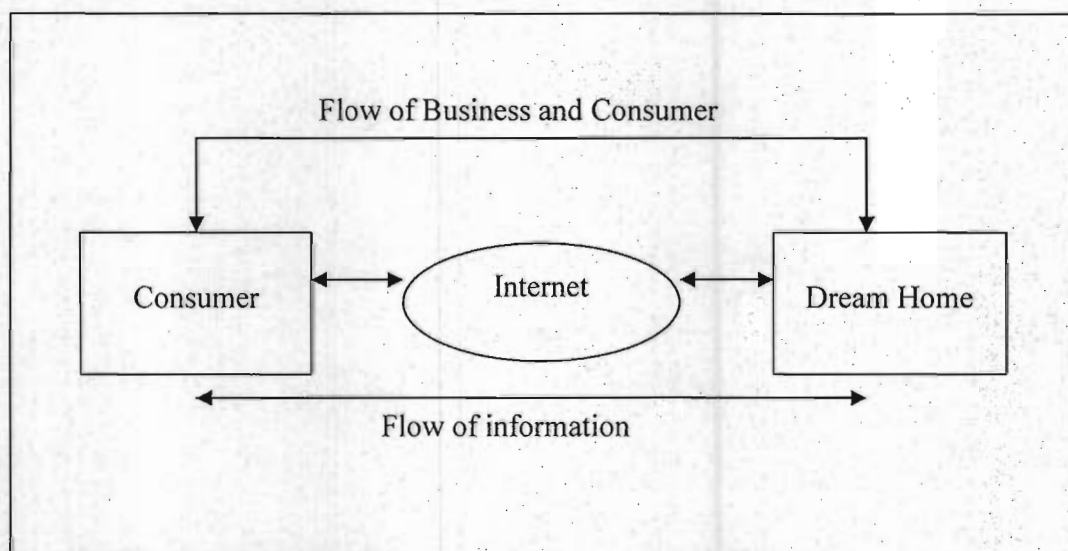 Flow of Business and Consumer
Consumer
Internet
Dream Home
Flow of information